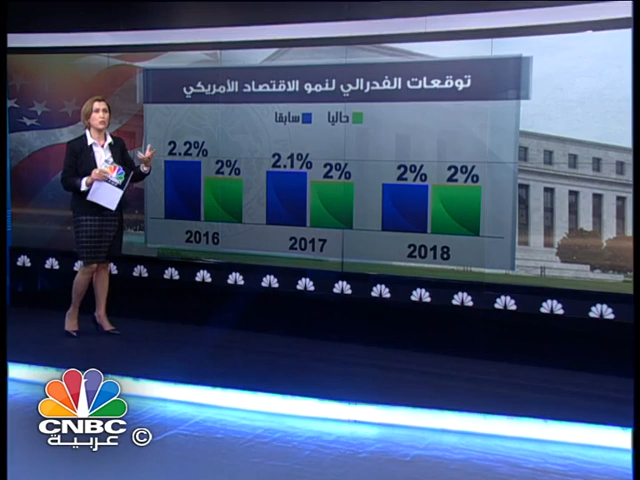 توقعات الفدرالي لنمو الاقتصاد الأمريكي
حاليا سابقا
2.2% 2% 2.1% 2% 2% 2%
2016 2017 2018
CNBC
عربية ©